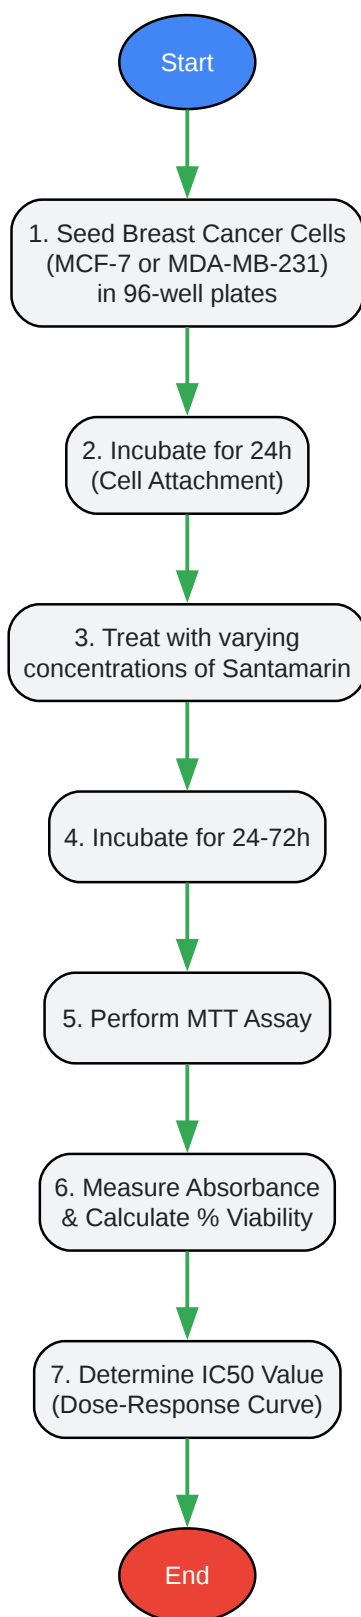 Start
1. Seed Breast Cancer Cells
(MCF-7 or MDA-MB-231)
in 96-well plates
2. Incubate for 24h
(Cell Attachment)
3. Treat with varying
concentrations of Santamarin
4. Incubate for 24-72h
5. Perform MTT Assay
6. Measure Absorbance
& Calculate % Viability
7. Determine IC50 Value
(Dose-Response Curve)
End